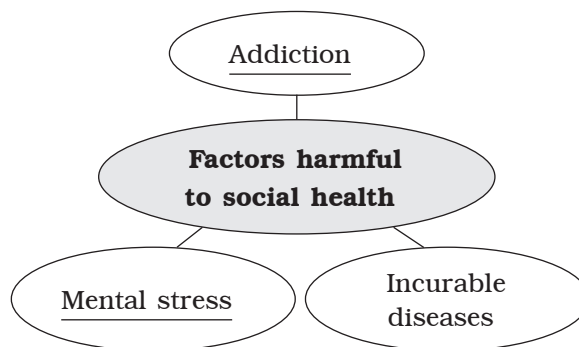 Addiction
Factors harmful
to social health
Mental stress
Incurable
diseases